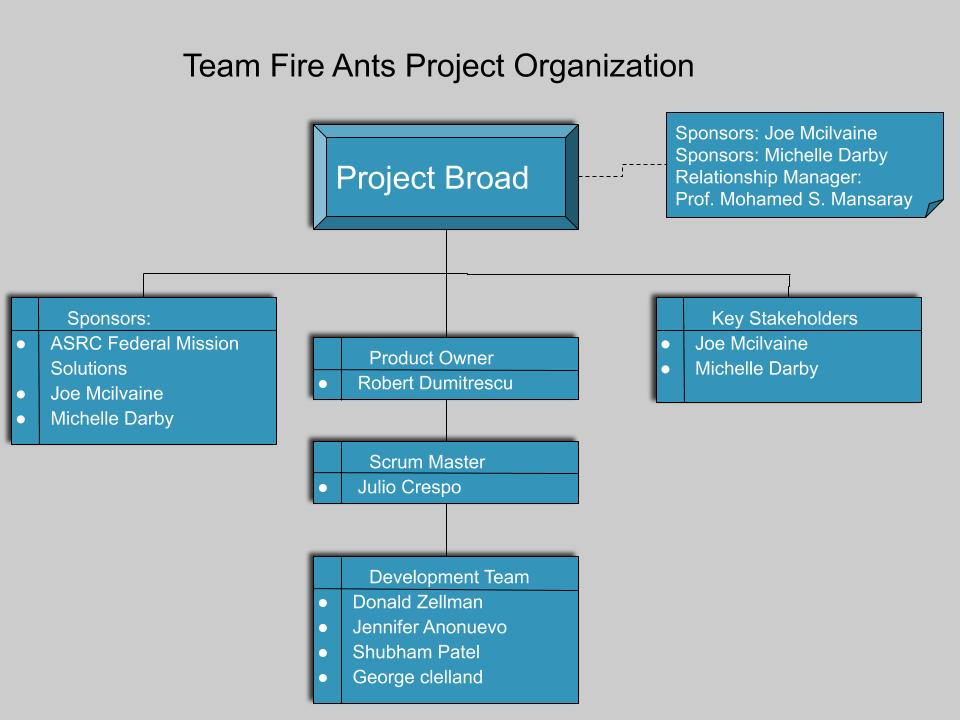 Team Fire Ants Project Organization
Project Broad
Sponsors: Joe Mcilvaine
Sponsors: Michelle Darby
Relationship Manager:
Prof. Mohamed S. Mansaray
Sponsors:
● ASRC Federal Mission
Solutions
● Joe Mcilvaine
● Michelle Darby
Product Owner
● Robert Dumitrescu
Scrum Master
● Julio Crespo
Development Team
● Donald Zellman
● Jennifer Anonuevo
● Shubham Patel
● George clelland
Key Stakeholders
● Joe Mcilvaine
● Michelle Darby